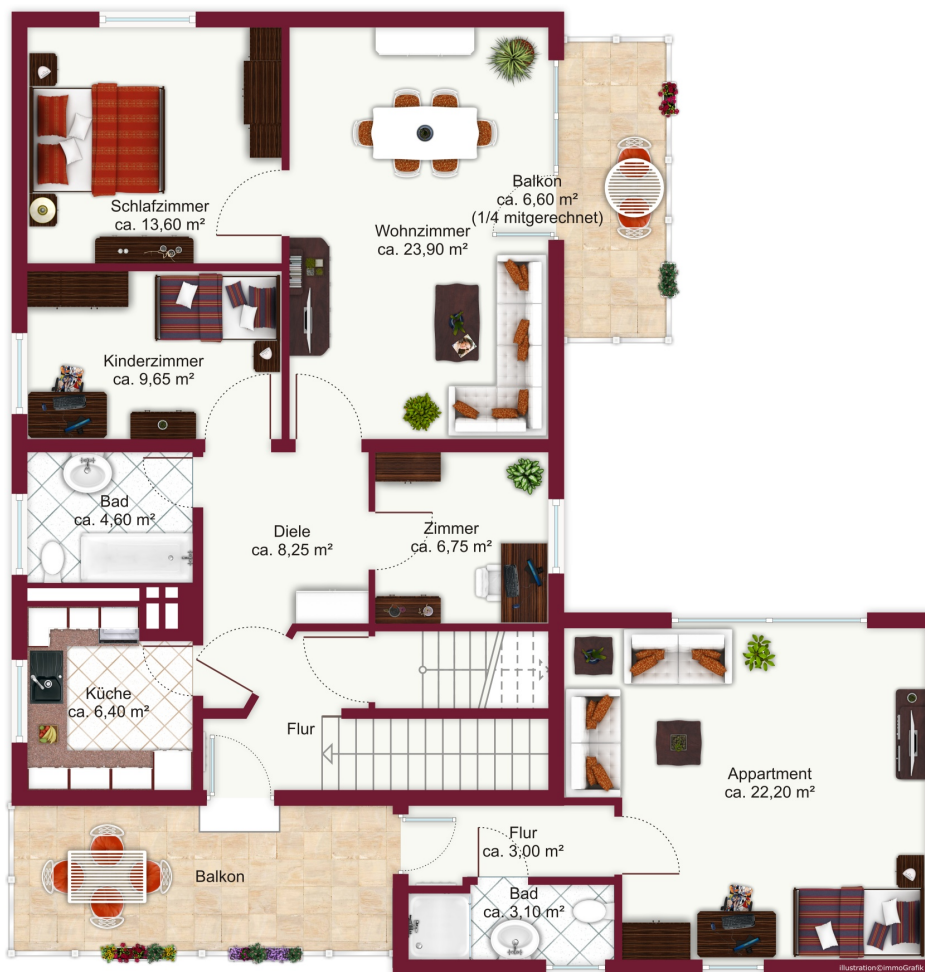 Schlafzimmer
ca. 13,60 m²
Balkon
ca. 6,60 m²
(1/4 mitgerechnet)
Wohnzimmer
ca. 23,90 m²
Kinderzimmer
ca. 9,65 m²
Bad
ca. 4,60 m²
Diele
ca. 8,25 m²
Zimmer
ca. 6,75 m²
Küche
ca. 6,40 m²
Flur
Appartment
ca. 22,20 m²
Flur
ca. 3,00 m²
Balkon
Bad
ca. 3,10 m²
illustration©immoGrafik